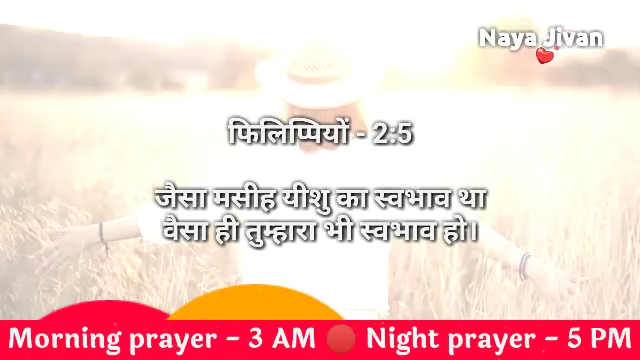 Naya Jivan
फिलिप्पियों - 2:5
जैसा मसीह यीशु का स्वभाव था
वैसा ही तुम्हारा भी स्वभाव हो।
Morning prayer - 3 AM 🔴 Night prayer - 5 PM